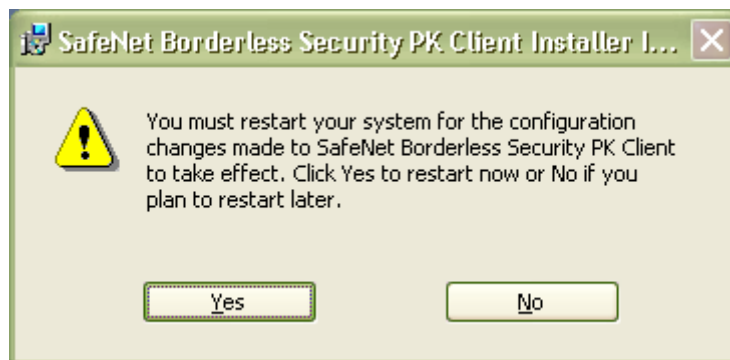 SafeNet Borderless Security PK Client Installer I...
You must restart your system for the configuration
changes made to SafeNet Borderless Security PK Client
to take effect. Click Yes to restart now or No if you
plan to restart later.
Yes
No